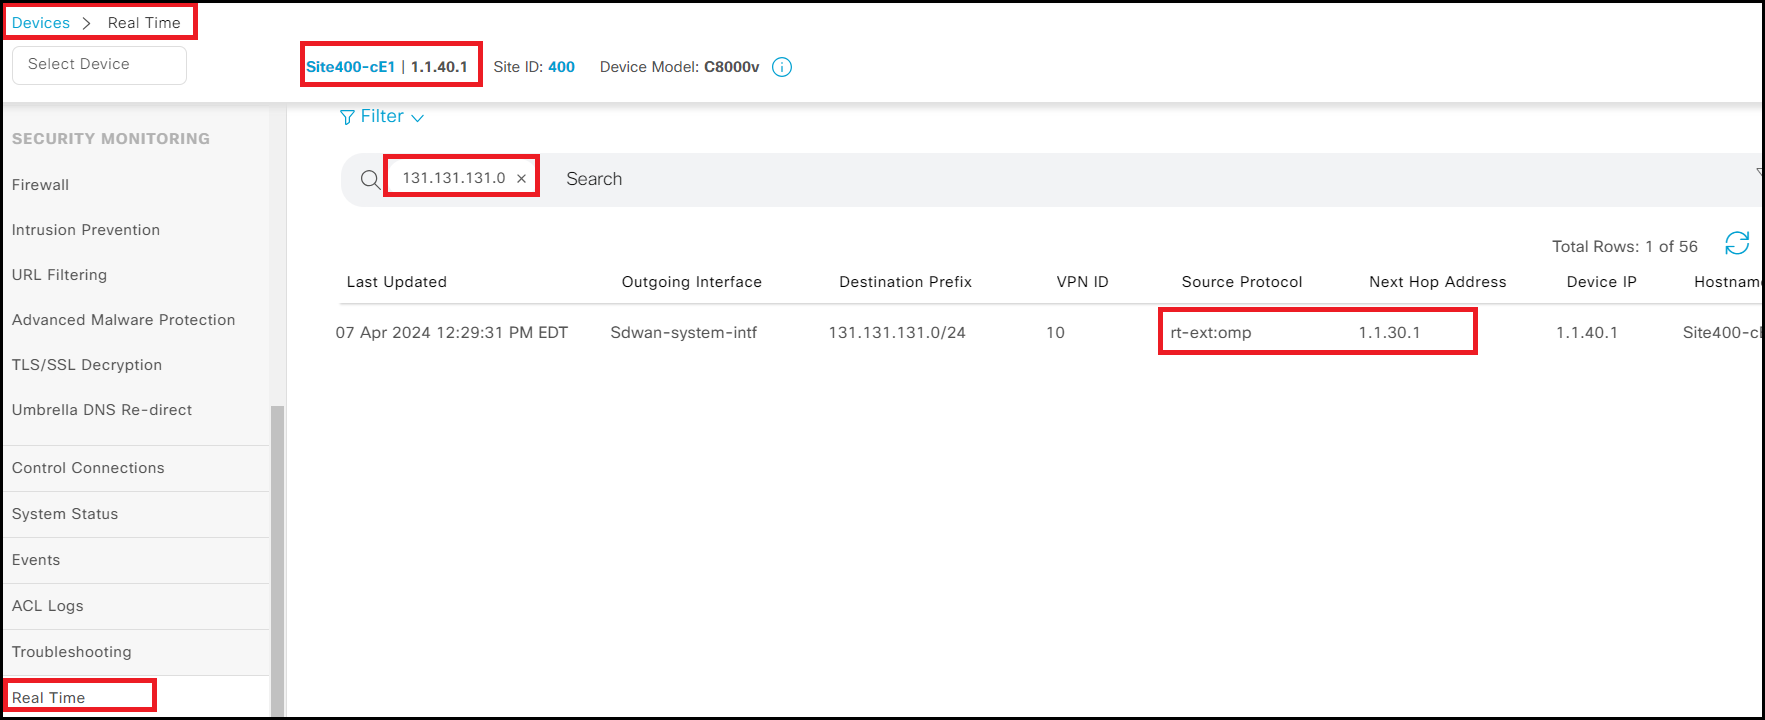 Devices > Real Time
Select Device
Site400-cE1 | 1.1.40.1 Site ID: 400 Device Model: C8000v
SECURITY MONITORING
Firewall
Intrusion Prevention
URL Filtering
Advanced Malware Protection
TLS/SSL Decryption
Umbrella DNS Re-direct
Control Connections
System Status
Events
ACL Logs
Troubleshooting
Real Time
Filter
131.131.131.0 × Search
Total Rows: 1 of 56
Last Updated Outgoing Interface Destination Prefix VPN ID Source Protocol Next Hop Address Device IP Hostname
07 Apr 2024 12:29:31 PM EDT Sdwan-system-intf 131.131.131.0/24 10 rt-ext:omp 1.1.30.1 1.1.40.1 Site400-cE